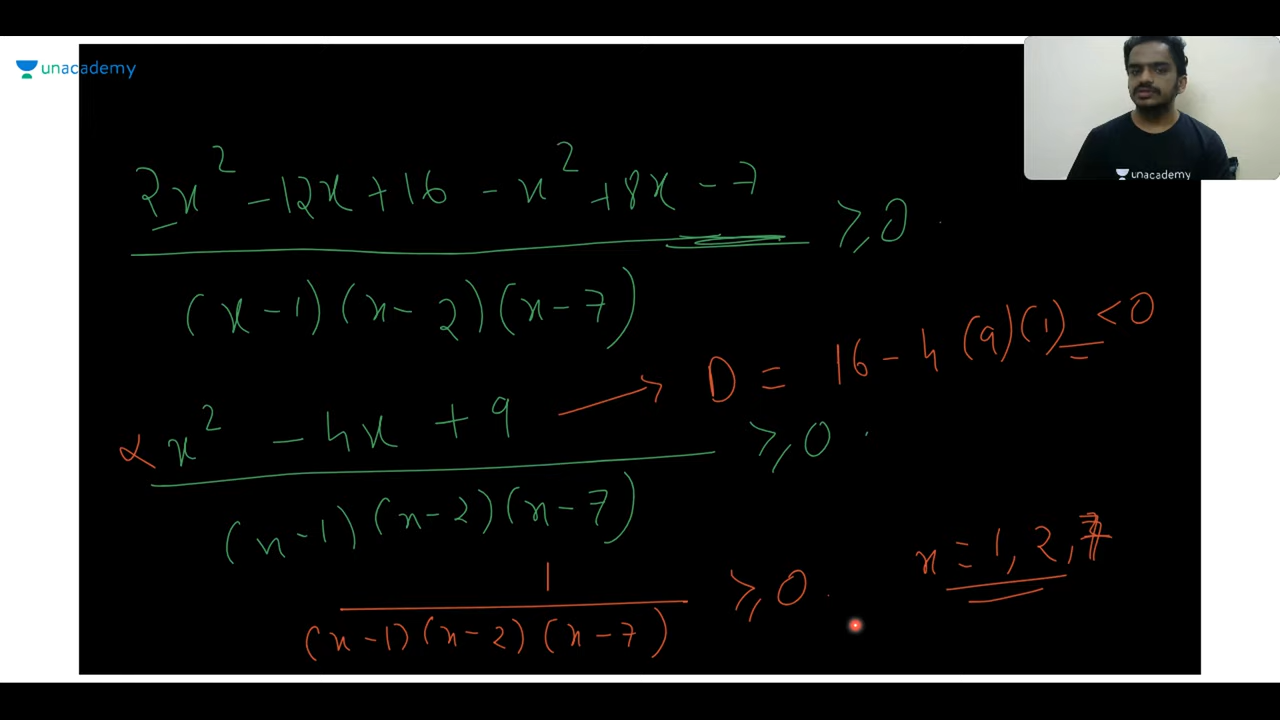 unacademy
2x² - 12x + 16 - x² + 8x - 7
≥ 0
(x-1)(x-2)(x-7)
D = 16 - 4(9)(1) < 0
x² - 4x + 9
≥ 0
(x-1)(x-2)(x-7)
x = 1, 2, 7
1
≥ 0
(x-1)(x-2)(x-7)
unacademy